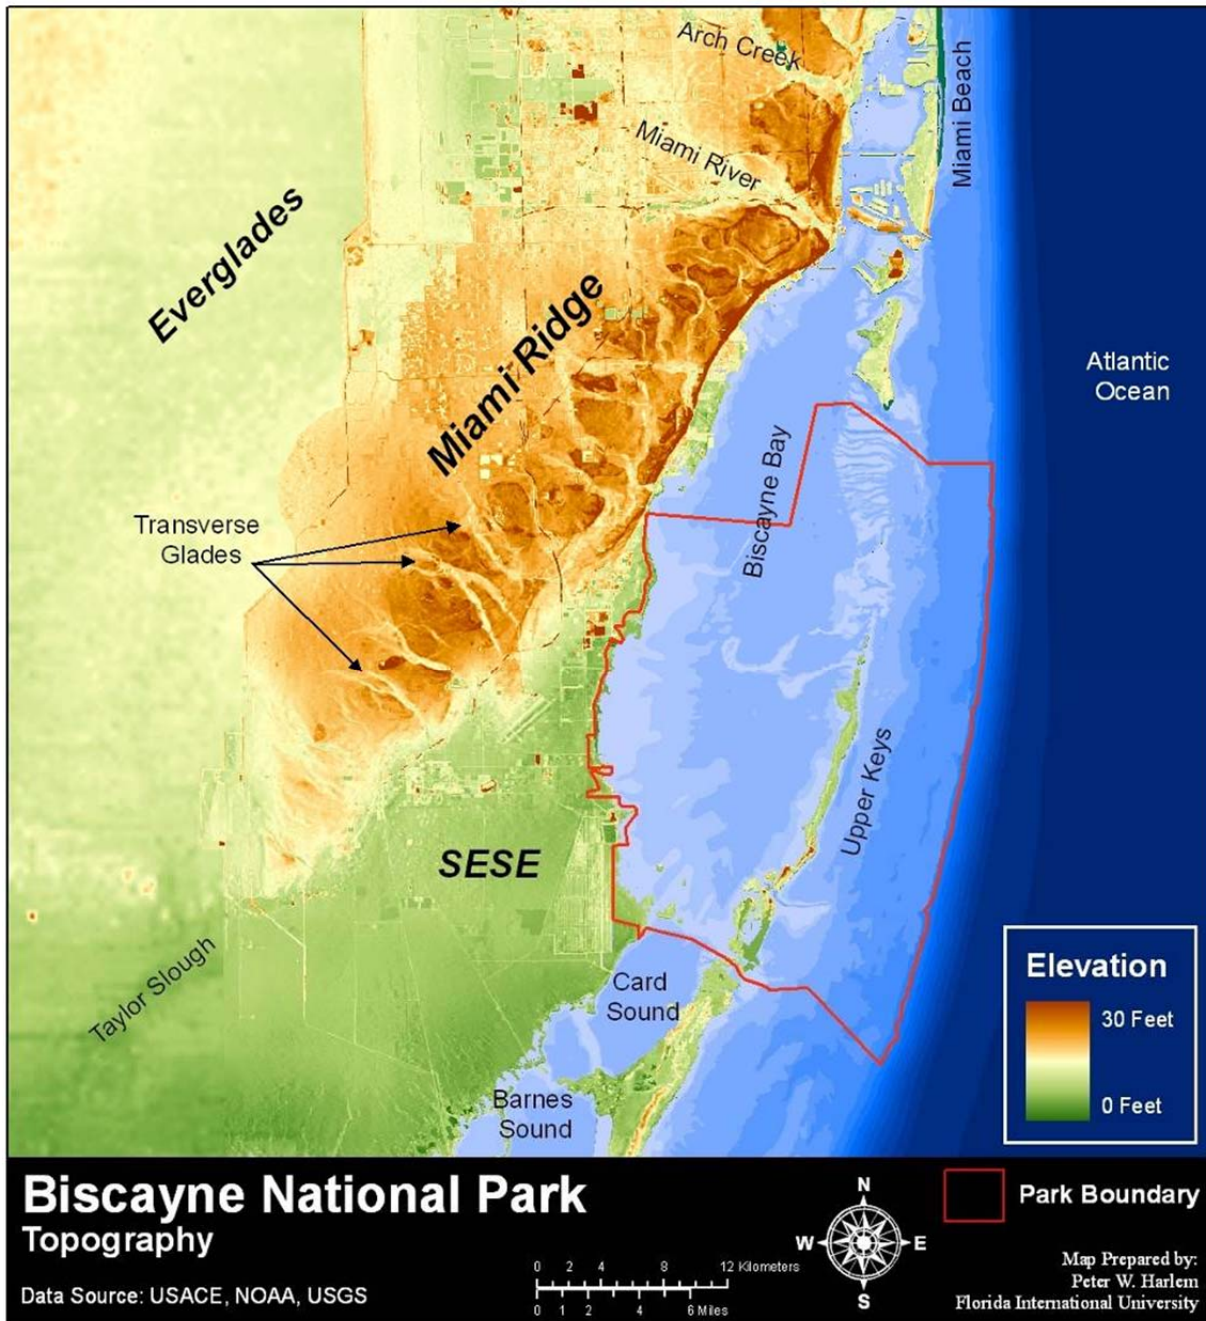 Arch Creek
Miami Beach
Miami River
Everglades
Miami Ridge
Atlantic
Ocean
Biscayne Bay
Transverse
Glades
Upper Keys
SESE
Taylor Slough
Card
Sound
Barnes
Sound
Elevation
30 Feet
0 Feet
Biscayne National Park
Topography
Data Source: USACE, NOAA, USGS
0 2 4 8 12 Kilometers
0 1 2 4 6 Miles
N
W E
S
Park Boundary
Map Prepared by:
Peter W. Harlem
Florida International University